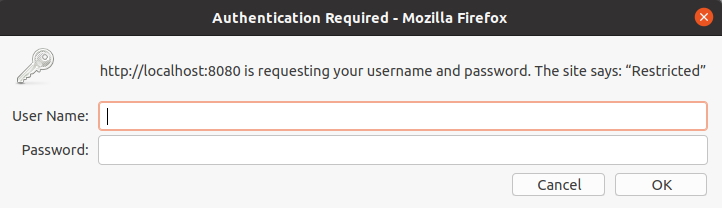 Authentication Required - Mozilla Firefox
http://localhost:8080 is requesting your username and password. The site says: “Restricted”
User Name:
Password:
Cancel OK